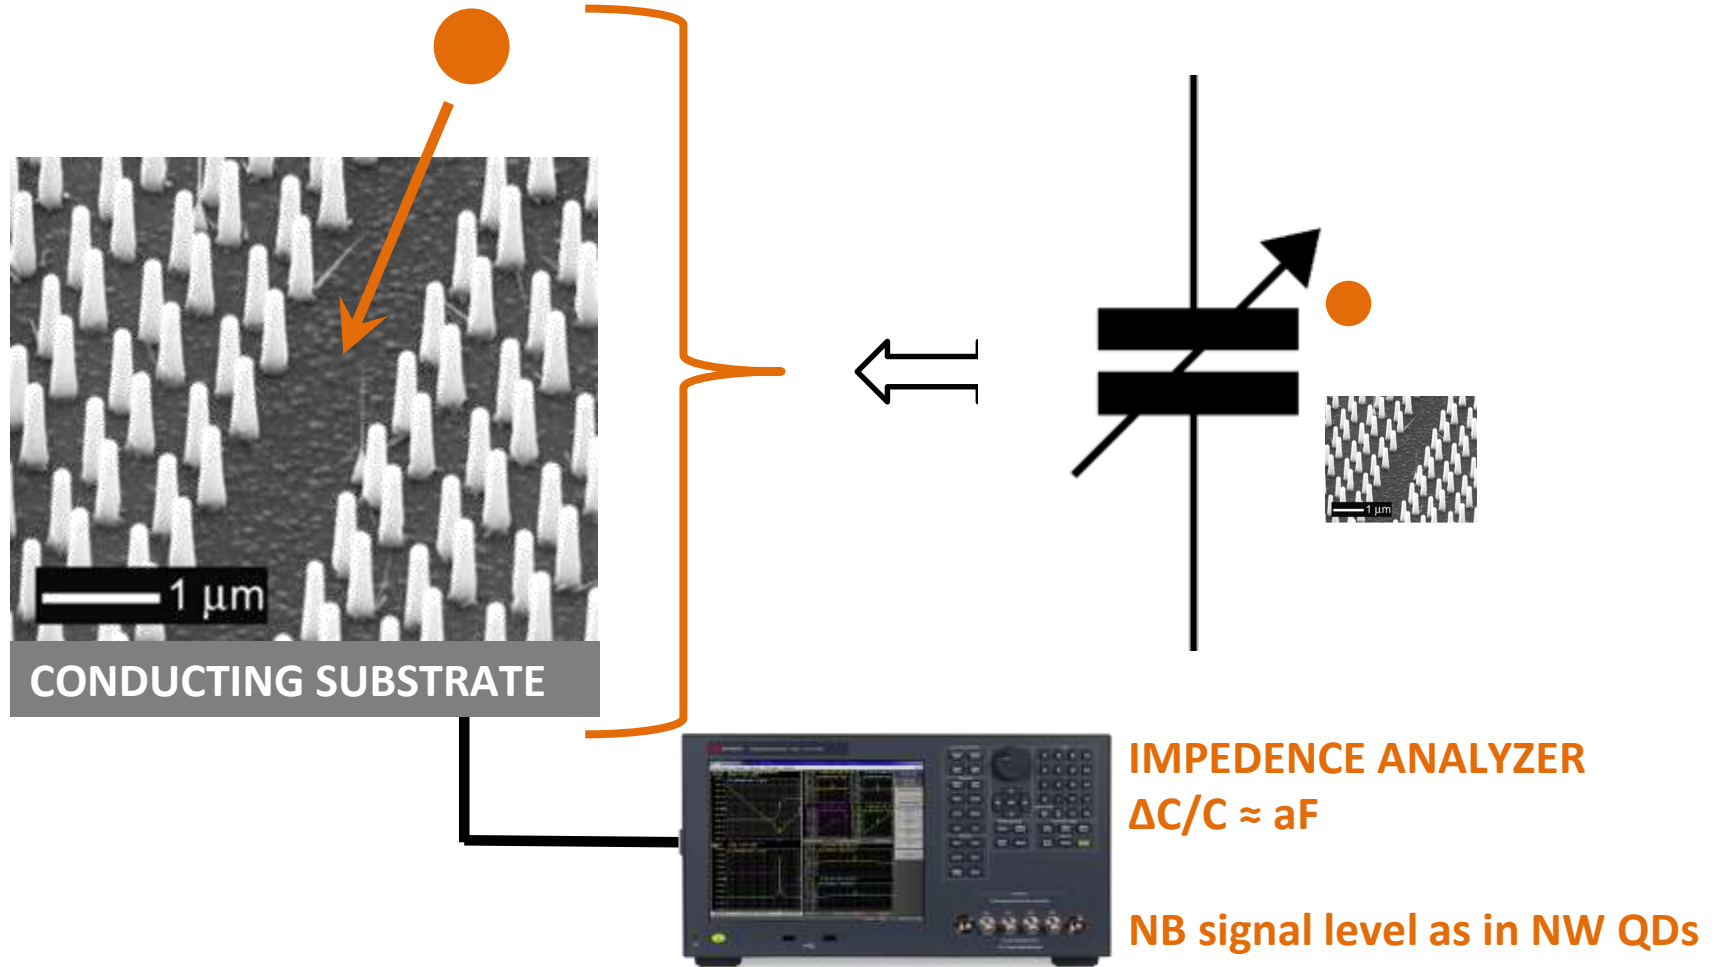 1 μm
CONDUCTING SUBSTRATE
1 μm
IMPEDENCE ANALYZER
ΔC/C ≈ aF
NB signal level as in NW QDs